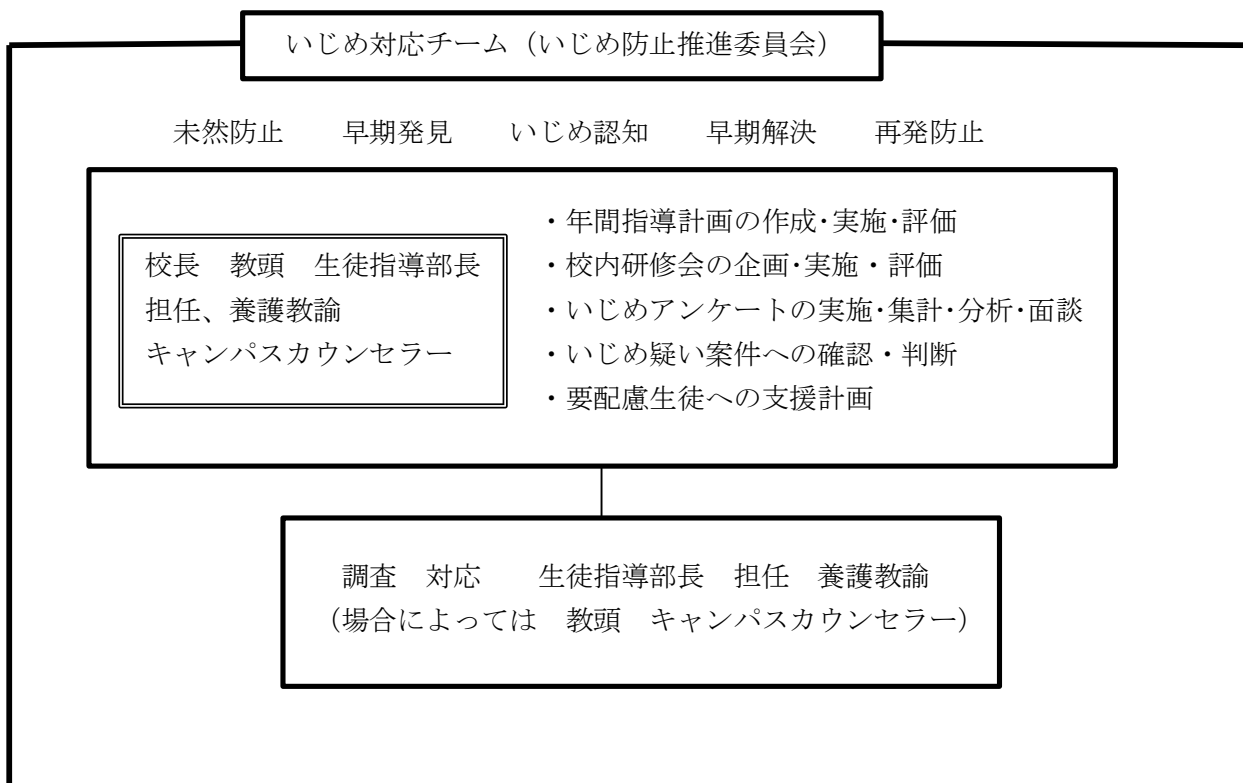 いじめ対応チーム（いじめ防止推進委員会）
未然防止　早期発見　いじめ認知　早期解決　再発防止
校長　教頭　生徒指導部長
担任、養護教諭
キャンパスカウンセラー
・年間指導計画の作成･実施･評価
・校内研修会の企画･実施・評価
・いじめアンケートの実施･集計･分析･面談
・いじめ疑い案件への確認・判断
・要配慮生徒への支援計画
調査　対応　　生徒指導部長　担任　養護教諭
（場合によっては　教頭　キャンパスカウンセラー）